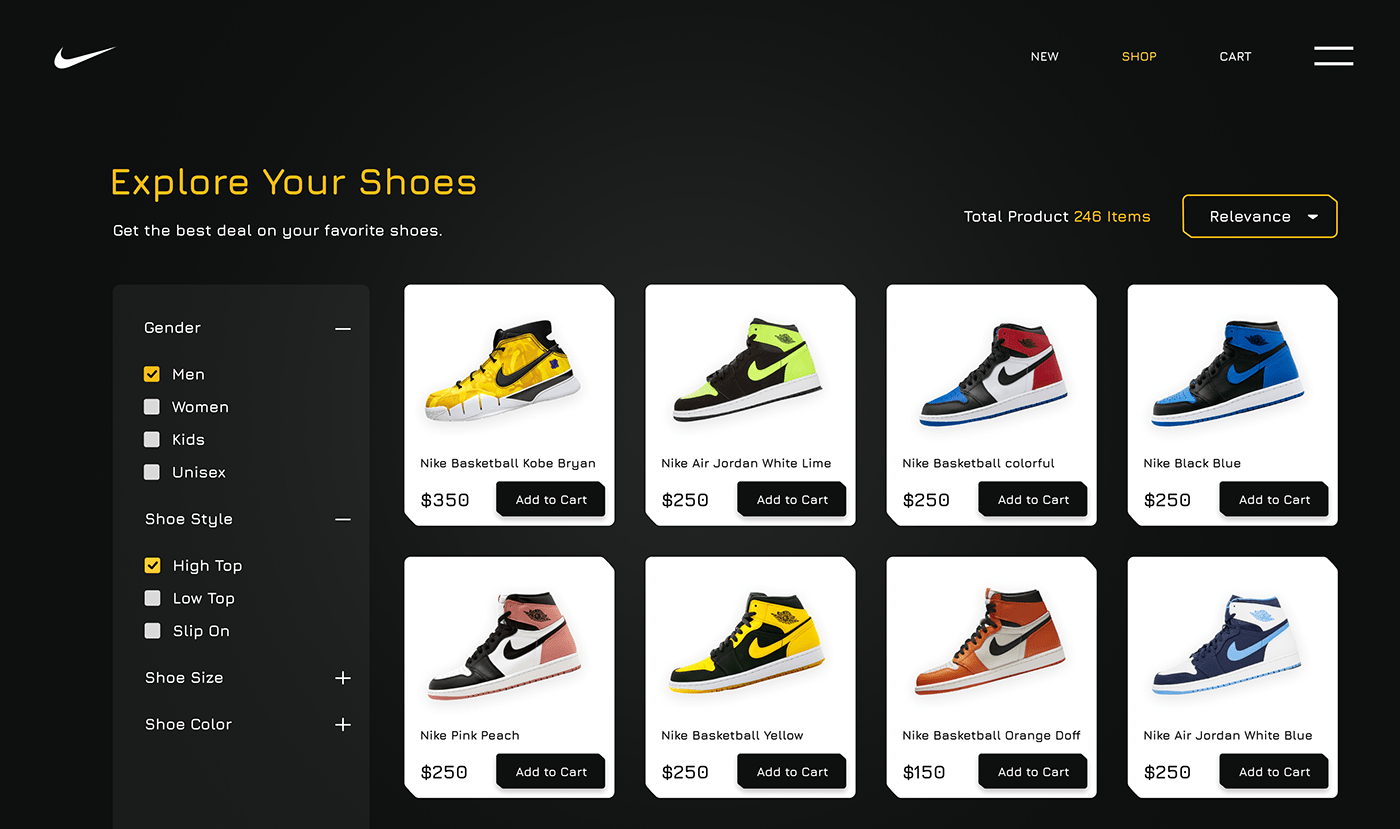 NEW
SHOP
CART
Explore Your Shoes
Get the best deal on your favorite shoes.
Total Product 246 Items
Relevance
Gender
Men
Women
Kids
Unisex
Shoe Style
High Top
Low Top
Slip On
Shoe Size
Shoe Color
Nike Basketball Kobe Bryan
$350
Add to Cart
Nike Air Jordan White Lime
$250
Add to Cart
Nike Basketball colorful
$250
Add to Cart
Nike Black Blue
$250
Add to Cart
Nike Pink Peach
$250
Add to Cart
Nike Basketball Yellow
$250
Add to Cart
Nike Basketball Orange Doff
$150
Add to Cart
Nike Air Jordan White Blue
$250
Add to Cart